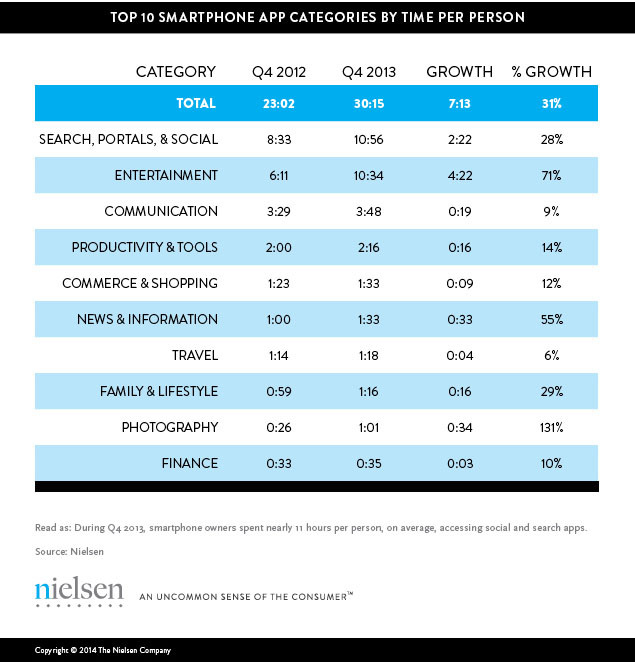 TOP 10 SMARTPHONE APP CATEGORIES BY TIME PER PERSON
CATEGORY Q4 2012 Q4 2013 GROWTH % GROWTH
TOTAL 23:02 30:15 7:13 31%
SEARCH, PORTALS, & SOCIAL 8:33 10:56 2:22 28%
ENTERTAINMENT 6:11 10:34 4:22 71%
COMMUNICATION 3:29 3:48 0:19 9%
PRODUCTIVITY & TOOLS 2:00 2:16 0:16 14%
COMMERCE & SHOPPING 1:23 1:33 0:09 12%
NEWS & INFORMATION 1:00 1:33 0:33 55%
TRAVEL 1:14 1:18 0:04 6%
FAMILY & LIFESTYLE 0:59 1:16 0:16 29%
PHOTOGRAPHY 0:26 1:01 0:34 131%
FINANCE 0:33 0:35 0:03 10%
Read as: During Q4 2013, smartphone owners spent nearly 11 hours per person, on average, accessing social and search apps.
Source: Nielsen
nielsen AN UNCOMMON SENSE OF THE CONSUMER™
Copyright © 2014 The Nielsen Company